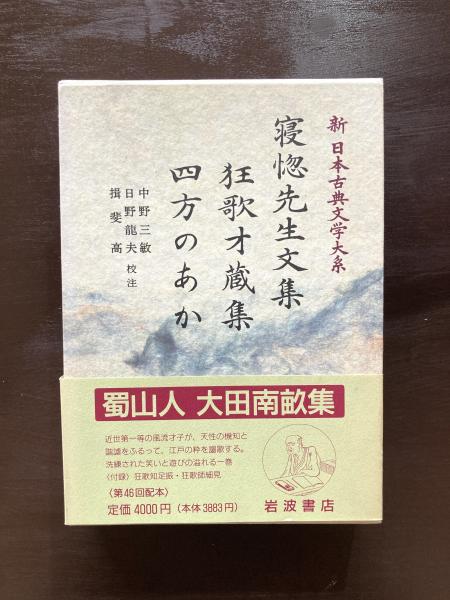 新 日本古典文学大系
寝惚先生文集
狂歌才蔵集
四方のあか
中野三敏
日野龍夫 校注
揖斐高
蜀山人 大田南畝集
近世第一等の風流才子が、天性の機知と
諧謔をふるって、江戸の粋を謳歌する。
洗練された笑いと遊びの溢れる一巻
〈付録〉狂歌知足振・狂歌師細見
〈第46回配本〉
定価 4000円(本体 3883円)
岩波書店